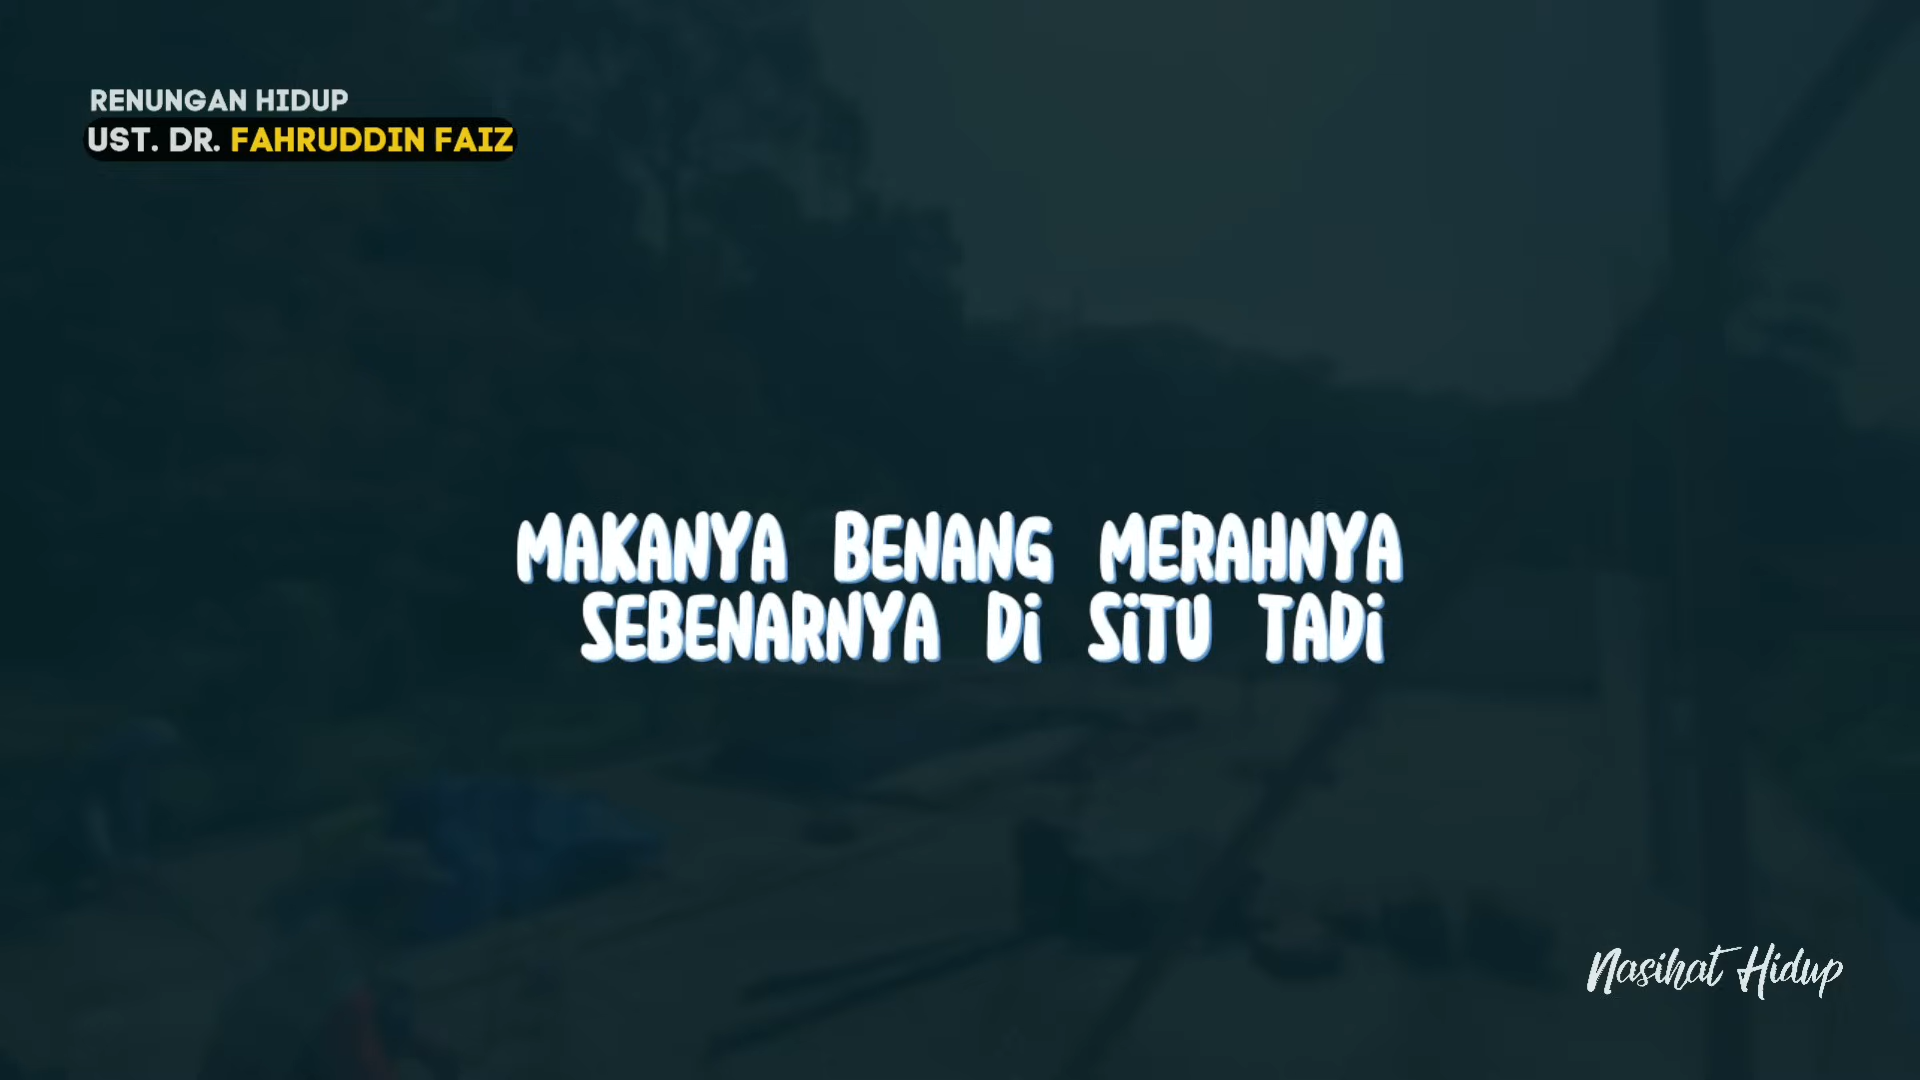 RENUNGAN HIDUP
UST. DR. FAHRUDDIN FAIZ
MAKANYA BENANG MERAHNYA
SEBENARNYA Di SiTU TADi
Nasihat Hidup